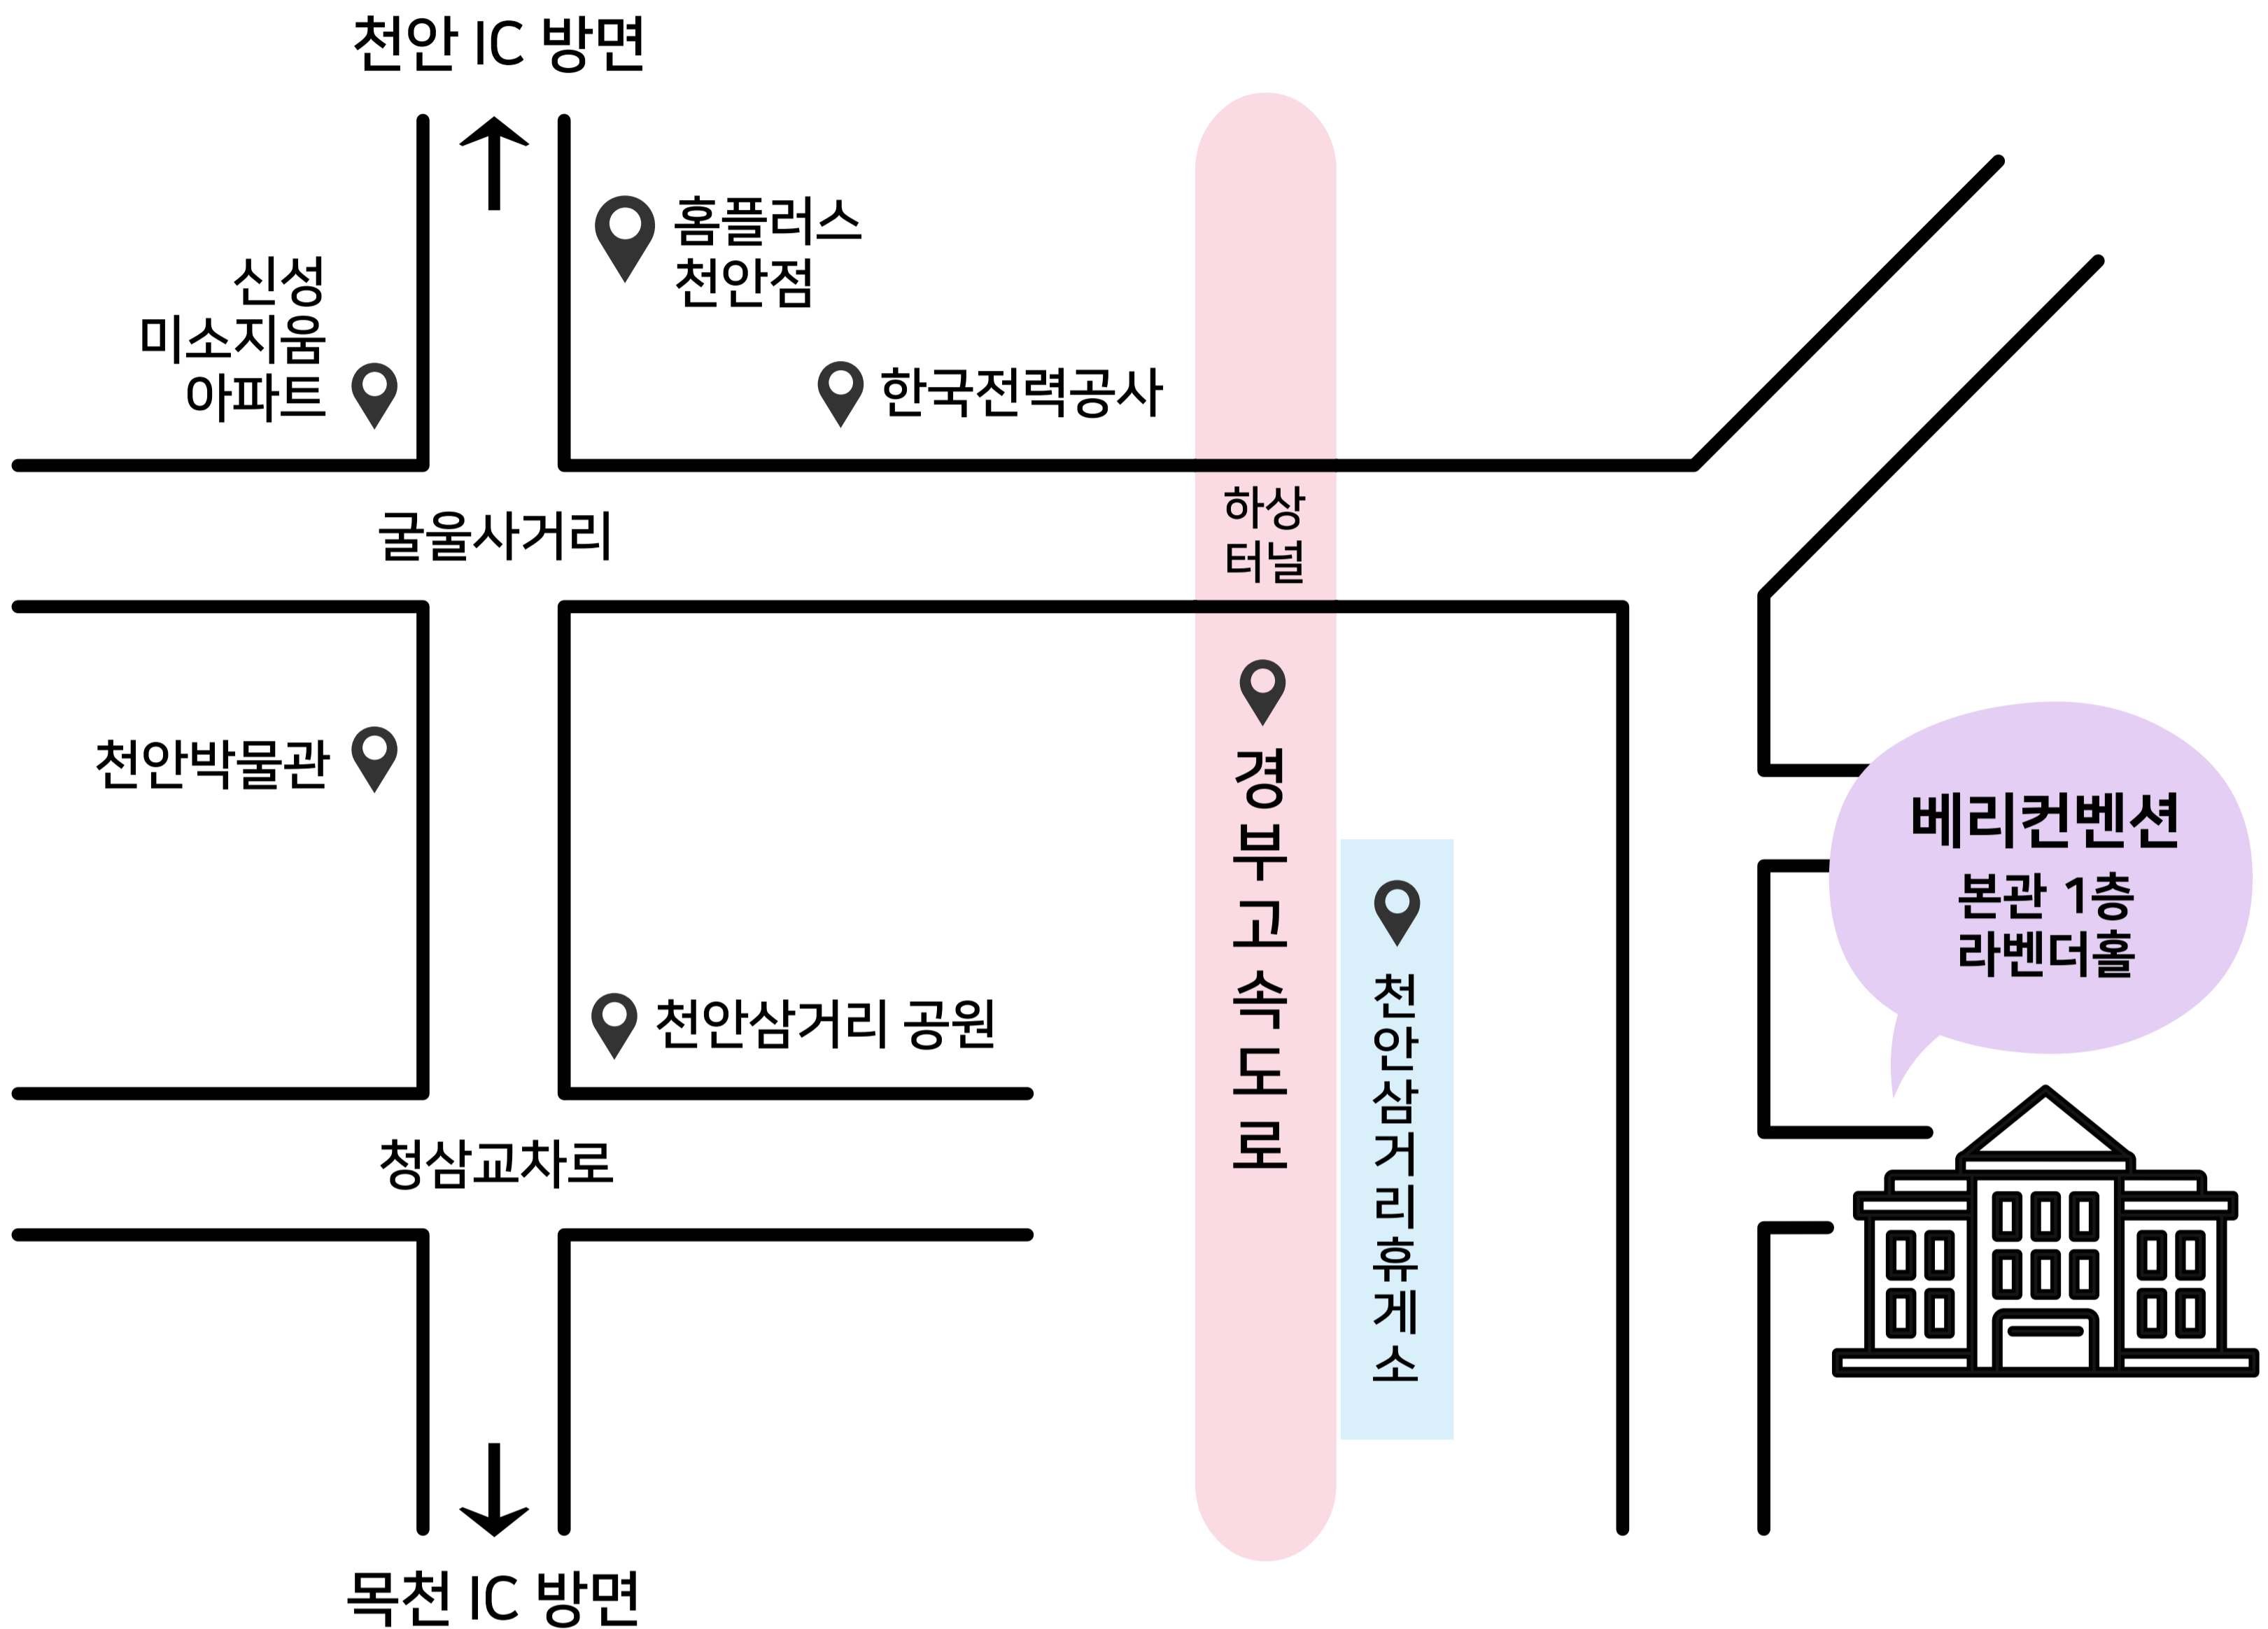 천안 IC 방면
홈플러스
천안점
신성
미소지움
아파트
한국전력공사
굴울사거리
하상
터널
천안박물관
경부고속도로
베리컨벤션
본관 1층
라벤더홀
천안삼거리휴게소
천안삼거리 공원
청삼교차로
목천 IC 방면